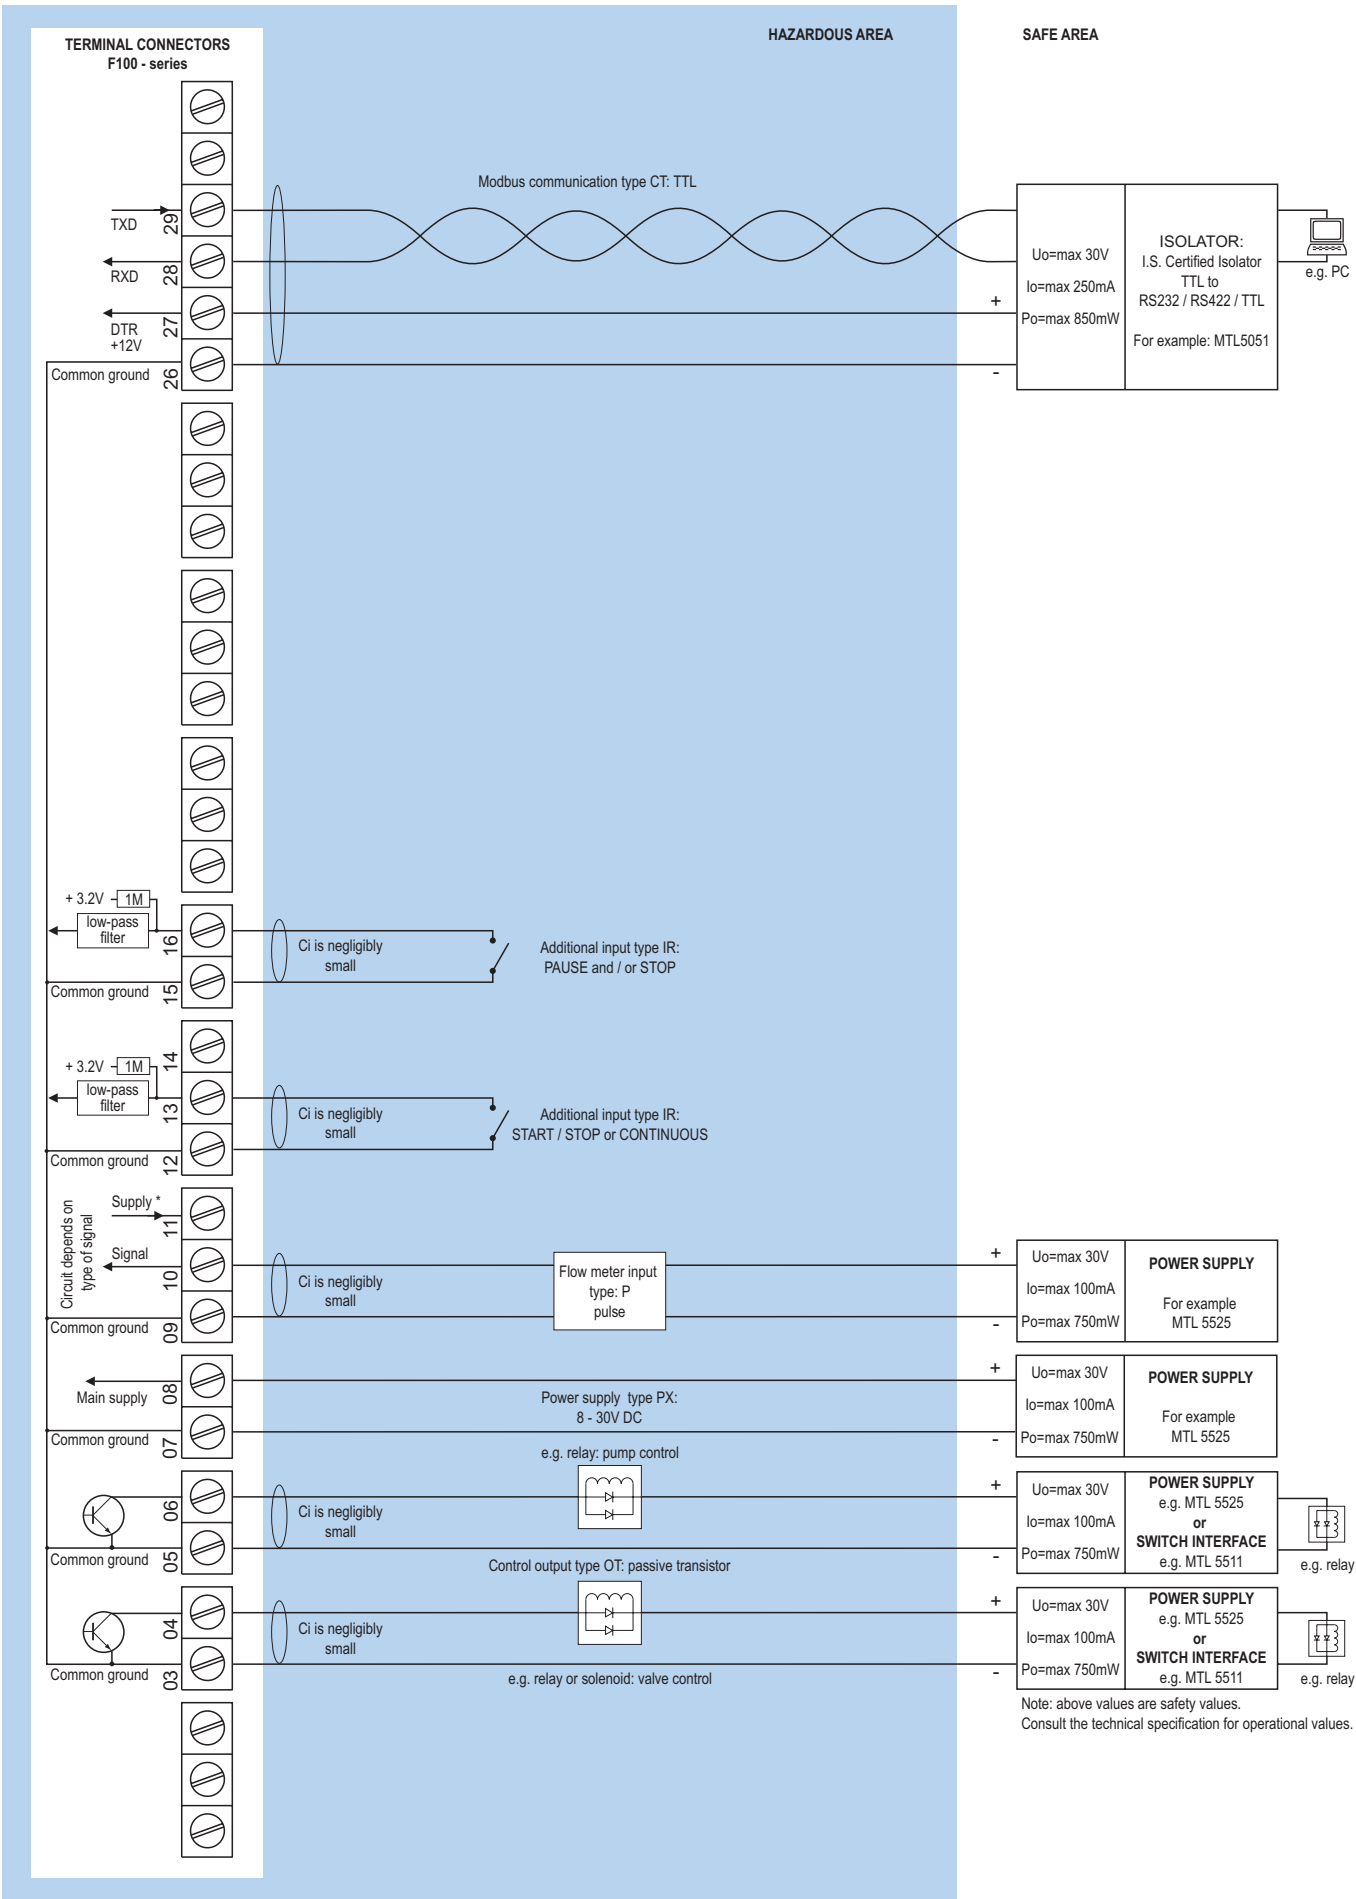 HAZARDOUS AREA
SAFE AREA
TERMINAL CONNECTORS
F100 - series
Modbus communication type CT: TTL
TXD
29
RXD
28
DTR
+12V
27
Common ground
26
+
-
Uo=max 30V
Io=max 250mA
Po=max 850mW
ISOLATOR:
I.S. Certified Isolator
TTL to
RS232 / RS422 / TTL
For example: MTL5051
e.g. PC
+ 3.2V
1M
low-pass
filter
16
Common ground
15
Ci is negligibly
small
Additional input type IR:
PAUSE and / or STOP
14
+ 3.2V
1M
low-pass
filter
13
Common ground
12
Ci is negligibly
small
Additional input type IR:
START / STOP or CONTINUOUS
Circuit depends on
type of signal
Supply *
11
Signal
10
Common ground
09
Ci is negligibly
small
Flow meter input
type: P
pulse
+
-
Uo=max 30V
Io=max 100mA
Po=max 750mW
POWER SUPPLY
For example
MTL 5525
Main supply
08
Common ground
07
Power supply type PX:
8 - 30V DC
+
-
Uo=max 30V
Io=max 100mA
Po=max 750mW
POWER SUPPLY
For example
MTL 5525
e.g. relay: pump control
06
Common ground
05
Ci is negligibly
small
+
-
Uo=max 30V
Io=max 100mA
Po=max 750mW
POWER SUPPLY
e.g. MTL 5525
or
SWITCH INTERFACE
e.g. MTL 5511
e.g. relay
Control output type OT: passive transistor
04
Common ground
03
Ci is negligibly
small
e.g. relay or solenoid: valve control
+
-
Uo=max 30V
Io=max 100mA
Po=max 750mW
POWER SUPPLY
e.g. MTL 5525
or
SWITCH INTERFACE
e.g. MTL 5511
e.g. relay
Note: above values are safety values.
Consult the technical specification for operational values.